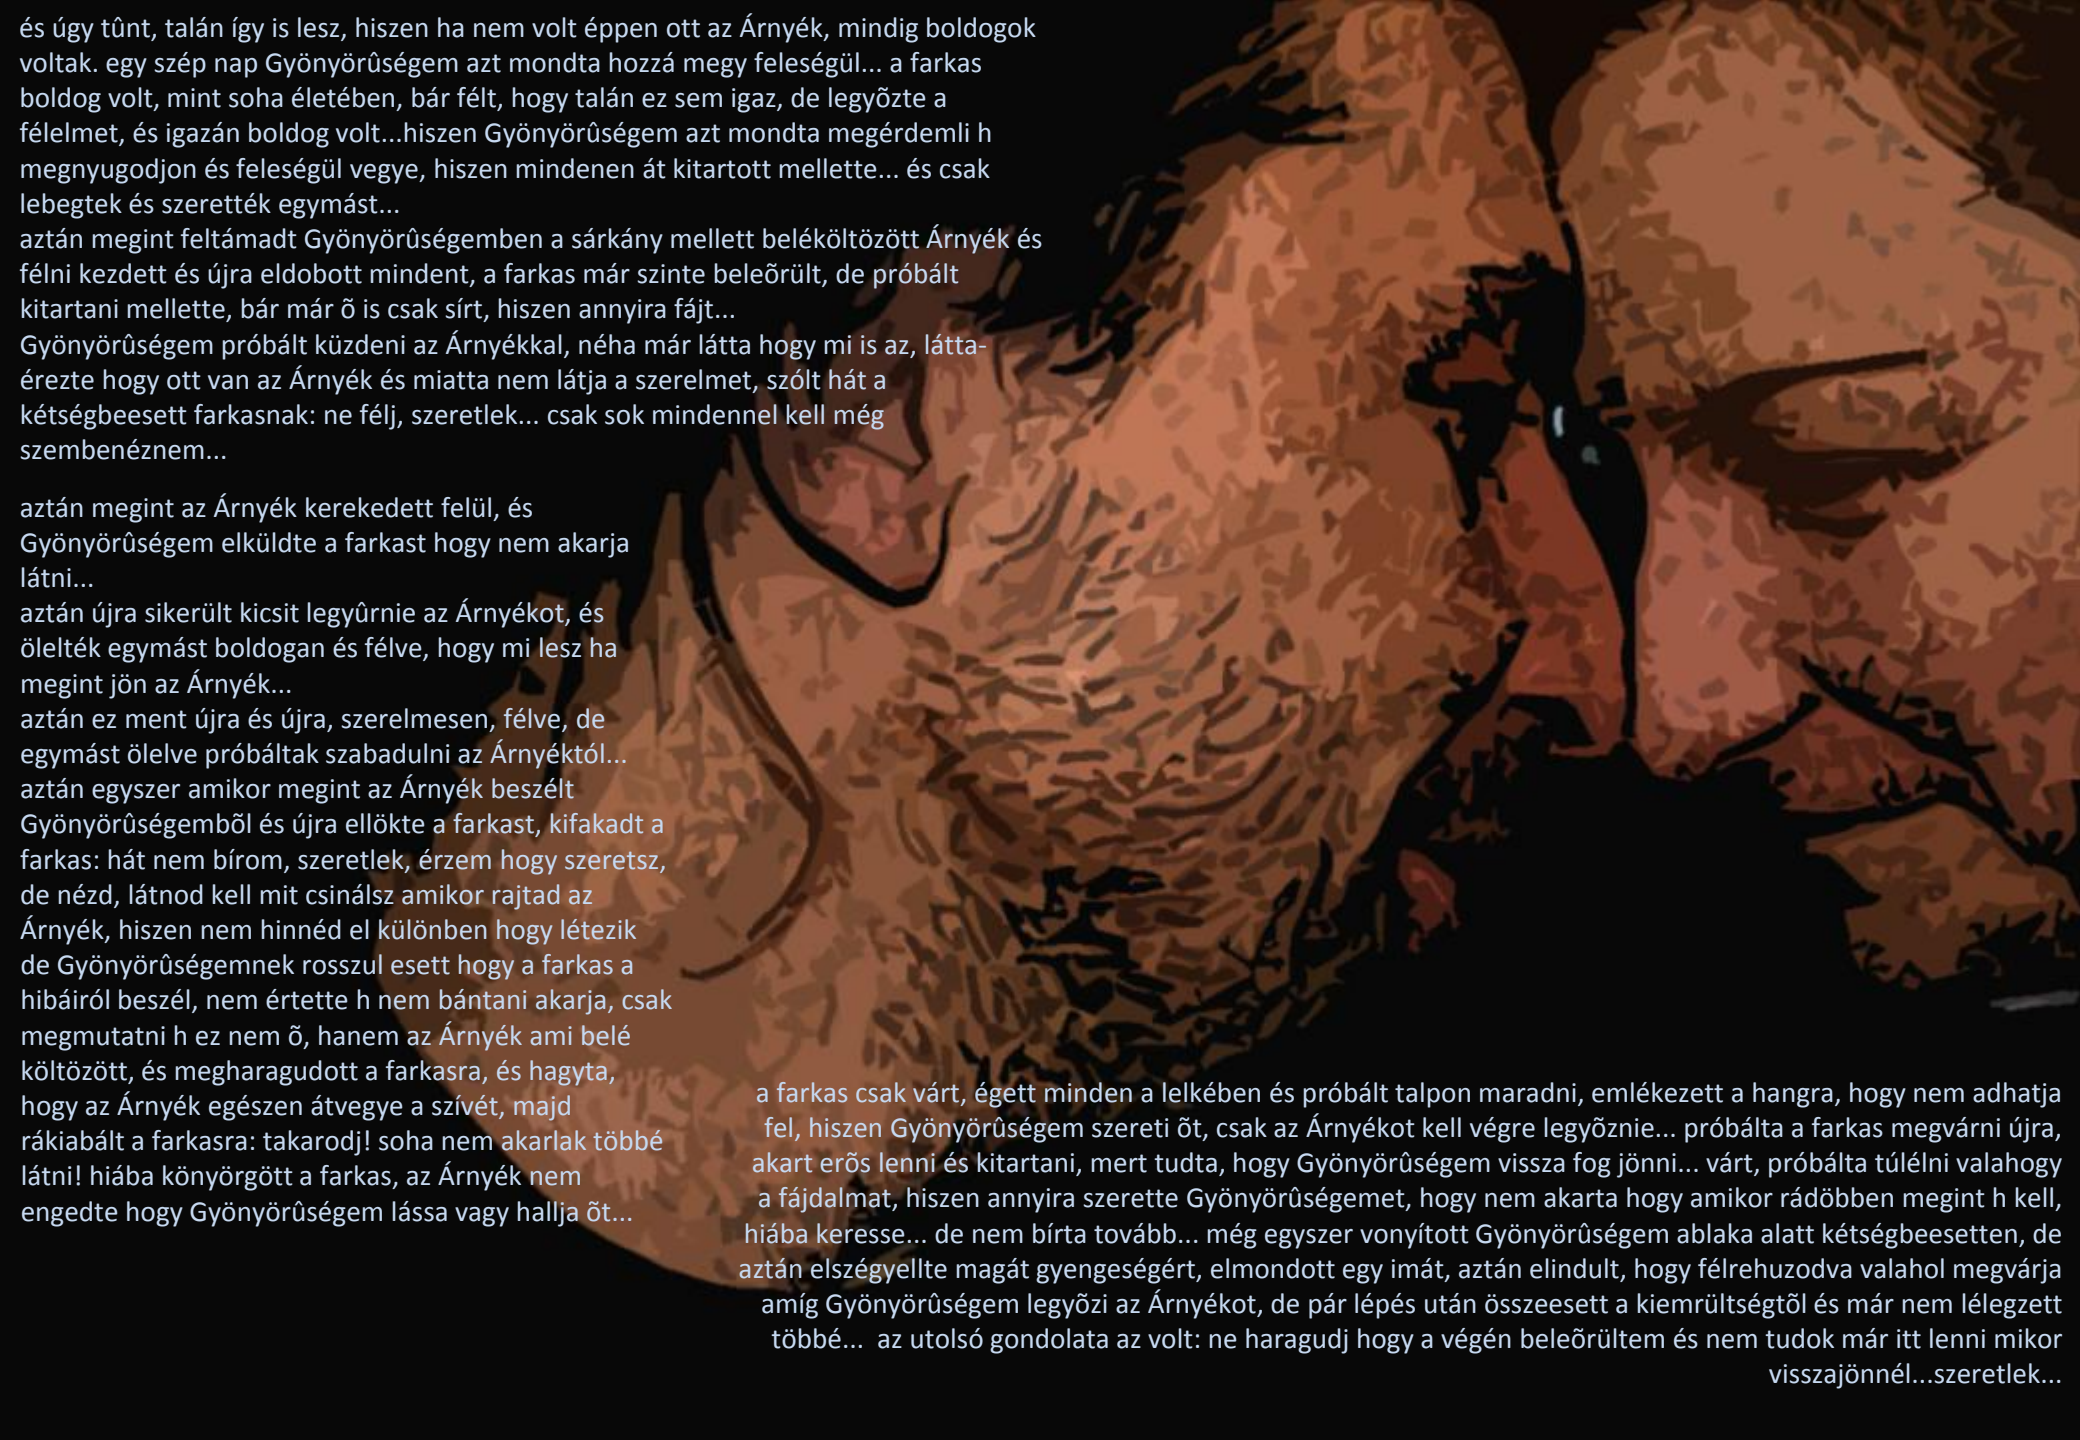 és úgy tûnt, talán így is lesz, hiszen ha nem volt éppen ott az Árnyék, mindig boldogok
voltak. egy szép nap Gyönyörûségem azt mondta hozzá megy feleségül... a farkas
boldog volt, mint soha életében, bár félt, hogy talán ez sem igaz, de legyõzte a
félelmet, és igazán boldog volt...hiszen Gyönyörûségem azt mondta megérdemli h
megnyugodjon és feleségül vegye, hiszen mindenen át kitartott mellette... és csak
lebegtek és szerették egymást...
aztán megint feltámadt Gyönyörûségemben a sárkány mellett beléköltözött Árnyék és
félni kezdett és újra eldobott mindent, a farkas már szinte beleõrült, de próbált
kitartani mellette, bár már õ is csak sírt, hiszen annyira fájt...
Gyönyörûségem próbált küzdeni az Árnyékkal, néha már látta hogy mi is az, látta-
érezte hogy ott van az Árnyék és miatta nem látja a szerelmet, szólt hát a
kétségbeesett farkasnak: ne félj, szeretlek... csak sok mindennel kell még
szembenéznem...
aztán megint az Árnyék kerekedett felül, és
Gyönyörûségem elküldte a farkast hogy nem akarja
látni...
aztán újra sikerült kicsit legyûrnie az Árnyékot, és
ölelték egymást boldogan és félve, hogy mi lesz ha
megint jön az Árnyék...
aztán ez ment újra és újra, szerelmesen, félve, de
egymást ölelve próbáltak szabadulni az Árnyéktól...
aztán egyszer amikor megint az Árnyék beszélt
Gyönyörûségembõl és újra ellökte a farkast, kifakadt a
farkas: hát nem bírom, szeretlek, érzem hogy szeretsz,
de nézd, látnod kell mit csinálsz amikor rajtad az
Árnyék, hiszen nem hinnéd el különben hogy létezik
de Gyönyörûségemnek rosszul esett hogy a farkas a
hibáiról beszél, nem értette h nem bántani akarja, csak
megmutatni h ez nem õ, hanem az Árnyék ami belé
költözött, és megharagudott a farkasra, és hagyta,
hogy az Árnyék egészen átvegye a szívét, majd
rákiabált a farkasra: takarodj! soha nem akarlak többé
látni! hiába könyörgött a farkas, az Árnyék nem
engedte hogy Gyönyörûségem lássa vagy hallja õt...
a farkas csak várt, égett minden a lelkében és próbált talpon maradni, emlékezett a hangra, hogy nem adhatja
fel, hiszen Gyönyörûségem szereti õt, csak az Árnyékot kell végre legyõznie... próbálta a farkas megvárni újra,
akart erõs lenni és kitartani, mert tudta, hogy Gyönyörûségem vissza fog jönni... várt, próbálta túlélni valahogy
a fájdalmat, hiszen annyira szerette Gyönyörûségemet, hogy nem akarta hogy amikor rádöbben megint h kell,
hiába keresse... de nem bírta tovább... még egyszer vonyított Gyönyörûségem ablaka alatt kétségbeesetten, de
aztán elszégyellte magát gyengeségért, elmondott egy imát, aztán elindult, hogy félrehuzodva valahol megvárja
amíg Gyönyörûségem legyõzi az Árnyékot, de pár lépés után összeesett a kiemrültségtõl és már nem lélegzett
többé...  az utolsó gondolata az volt: ne haragudj hogy a végén beleõrültem és nem tudok már itt lenni mikor
visszajönnél...szeretlek...